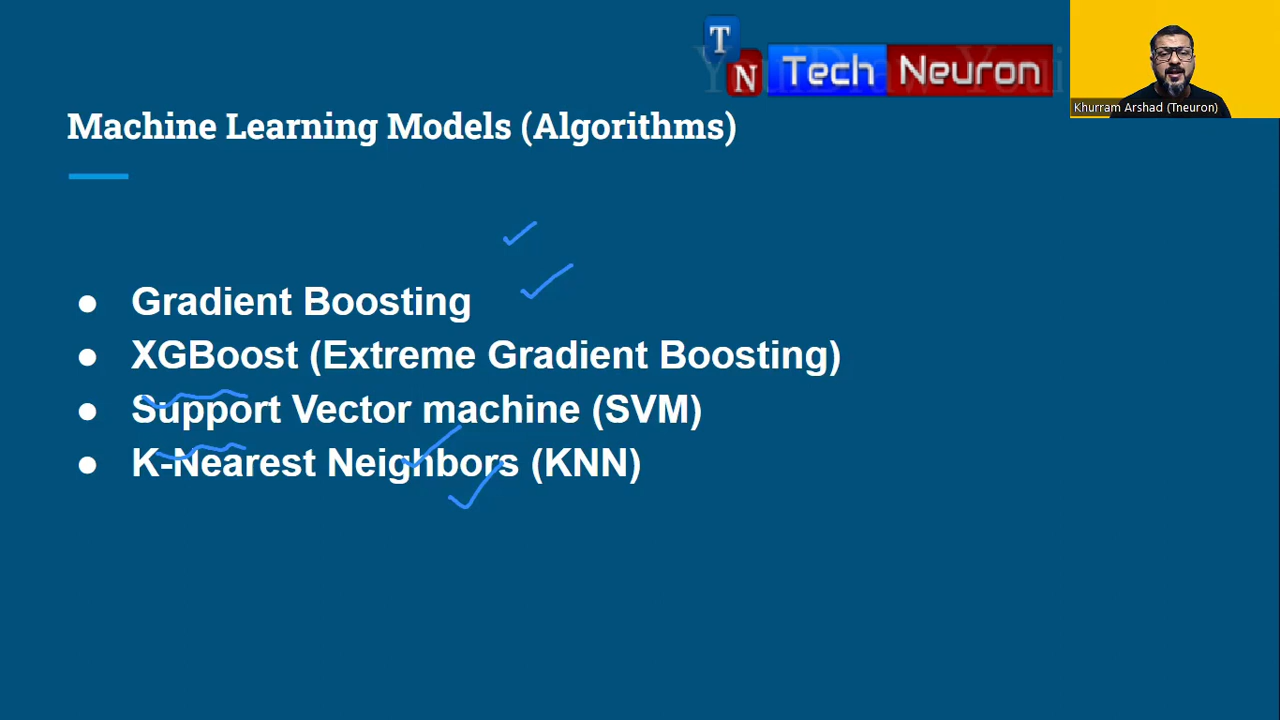 T
N
Tech Neuron
Khurram Arshad (Tneuron)
Machine Learning Models (Algorithms)
● Gradient Boosting
● XGBoost (Extreme Gradient Boosting)
● Support Vector machine (SVM)
● K-Nearest Neighbors (KNN)